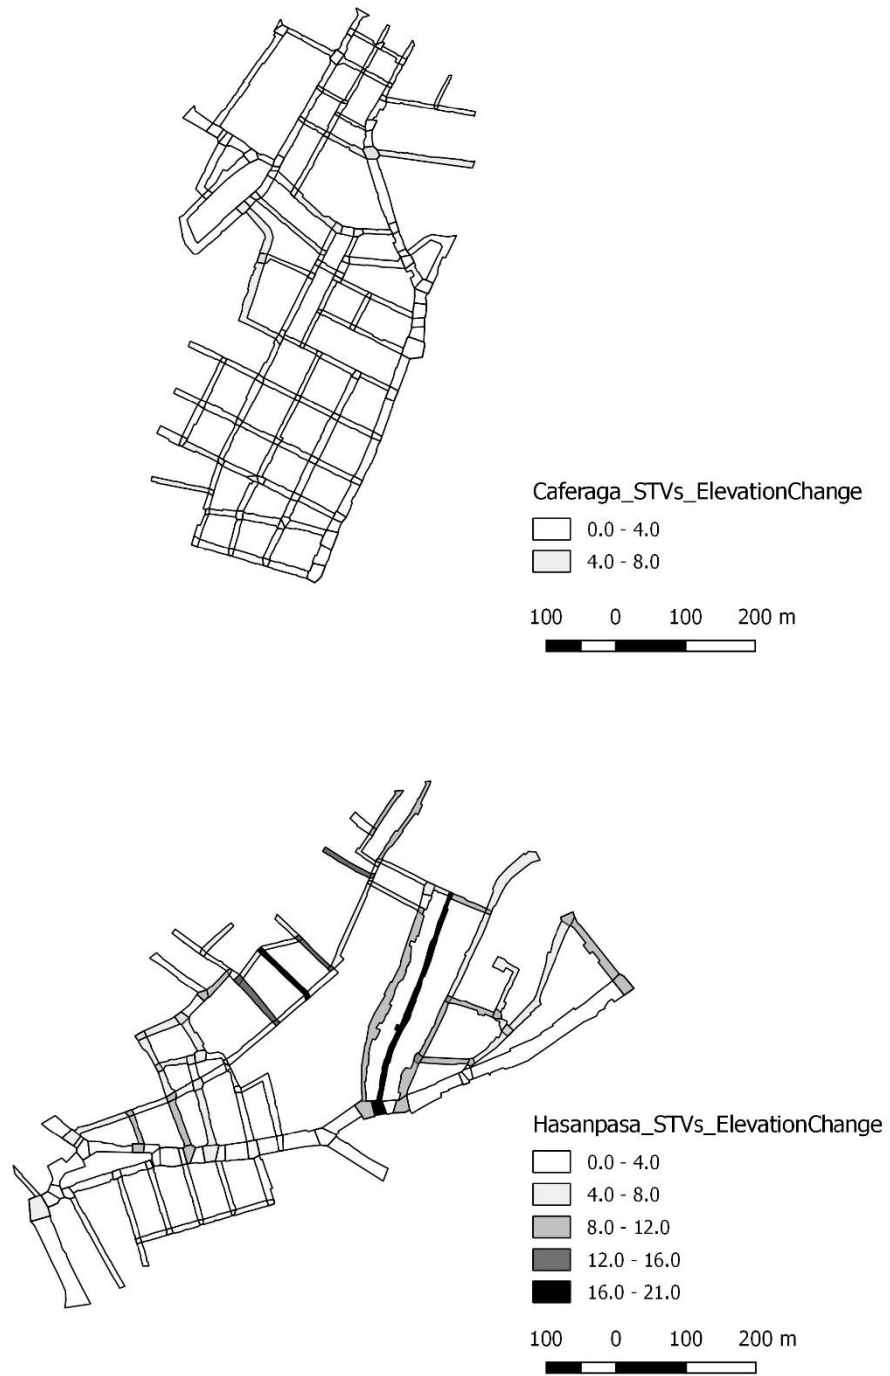 Caferaga_STVs_ElevationChange
0.0 - 4.0
4.0 - 8.0
100 0 100 200 m
Hasanpasa_STVs_ElevationChange
0.0 - 4.0
4.0 - 8.0
8.0 - 12.0
12.0 - 16.0
16.0 - 21.0
100 0 100 200 m